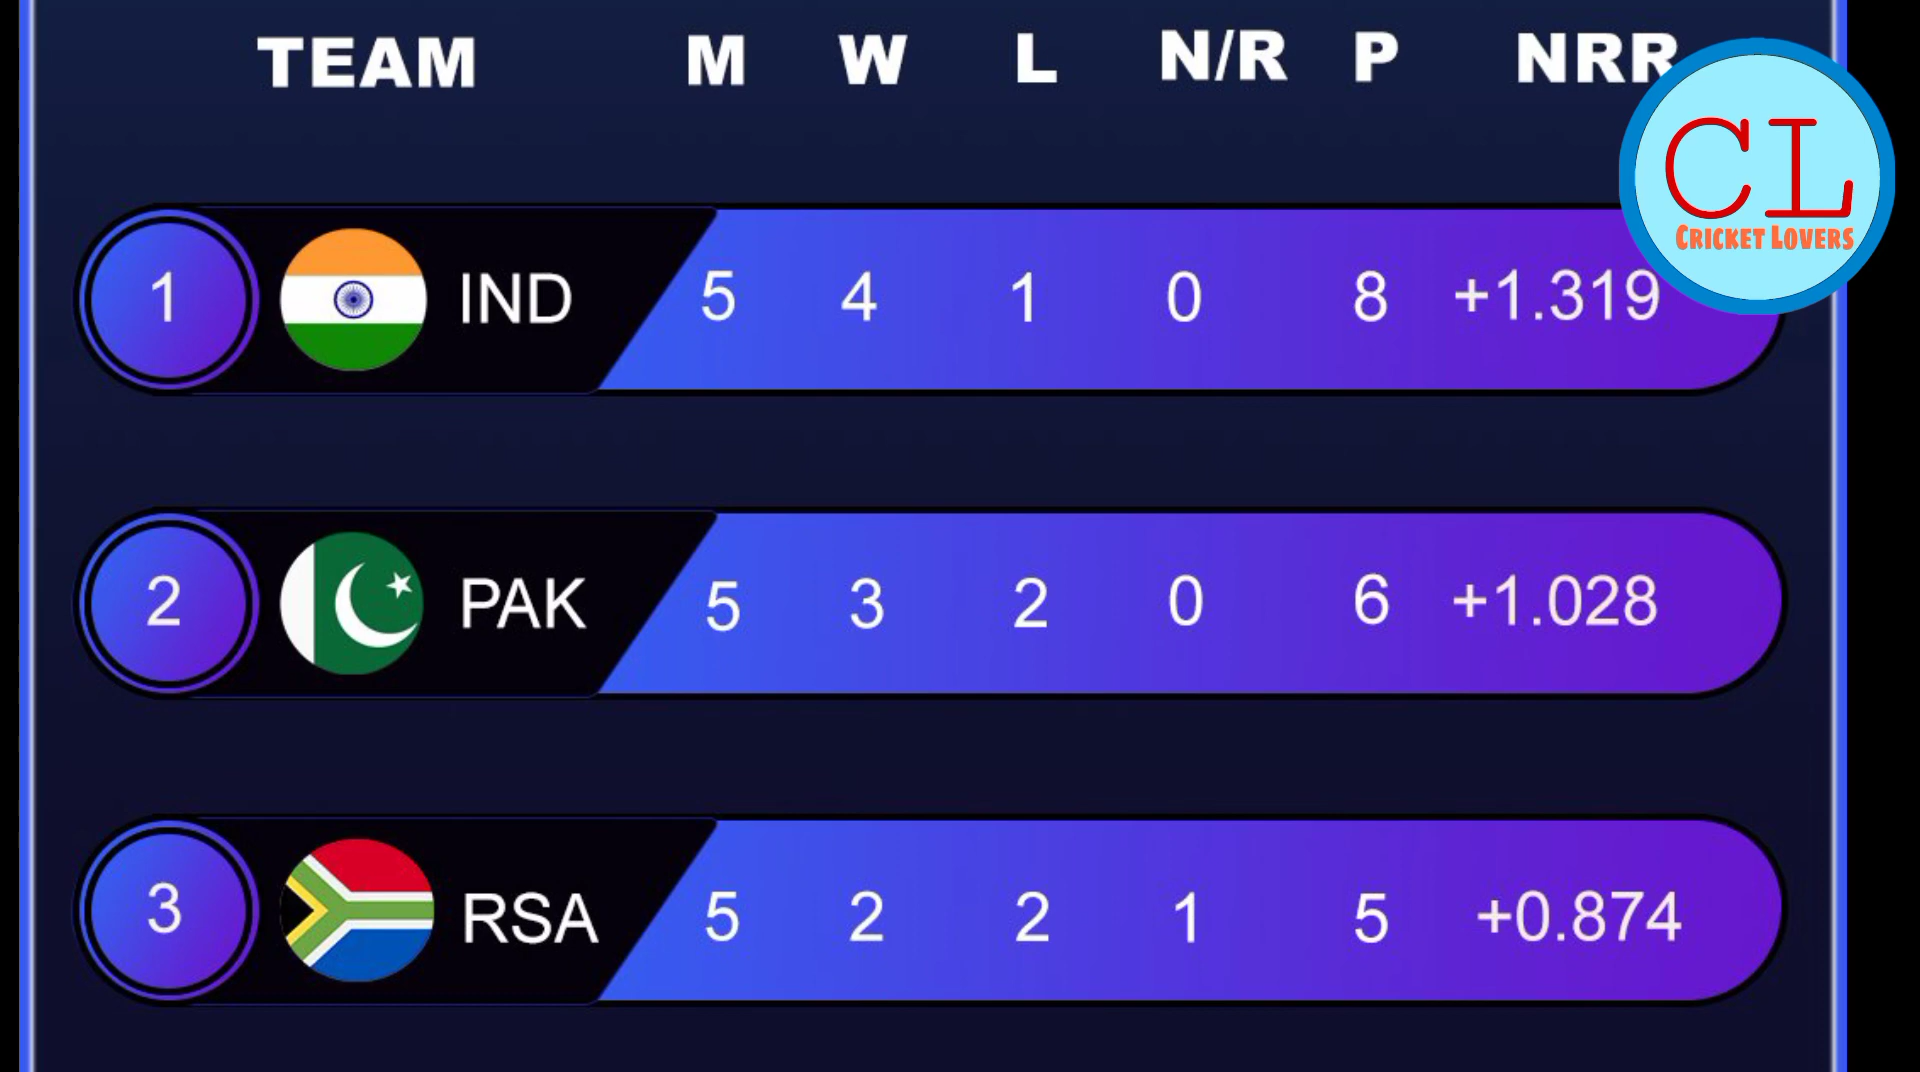 TEAM M W L N/R P NRR
CL
CRICKET LOVERS
1 IND 5 4 1 0 8 +1.319
2 PAK 5 3 2 0 6 +1.028
3 RSA 5 2 2 1 5 +0.874